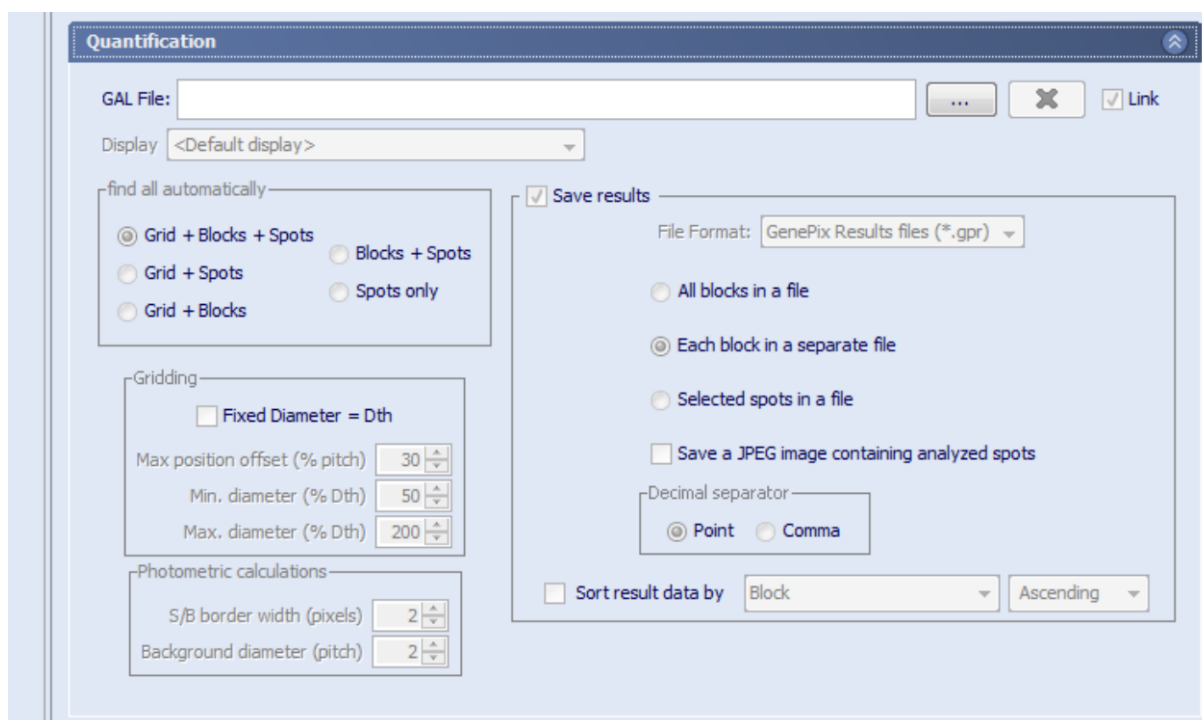 Quantification
GAL File:
...
Link
Display <Default display>
find all automatically
Grid + Blocks + Spots
Blocks + Spots
Grid + Spots
Spots only
Grid + Blocks
Gridding
Fixed Diameter = Dth
Max position offset (% pitch) 30
Min. diameter (% Dth) 50
Max. diameter (% Dth) 200
Photometric calculations
S/B border width (pixels) 2
Background diameter (pitch) 2
Save results
File Format: GenePix Results files (*.gpr)
All blocks in a file
Each block in a separate file
Selected spots in a file
Save a JPEG image containing analyzed spots
Decimal separator
Point Comma
Sort result data by Block Ascending